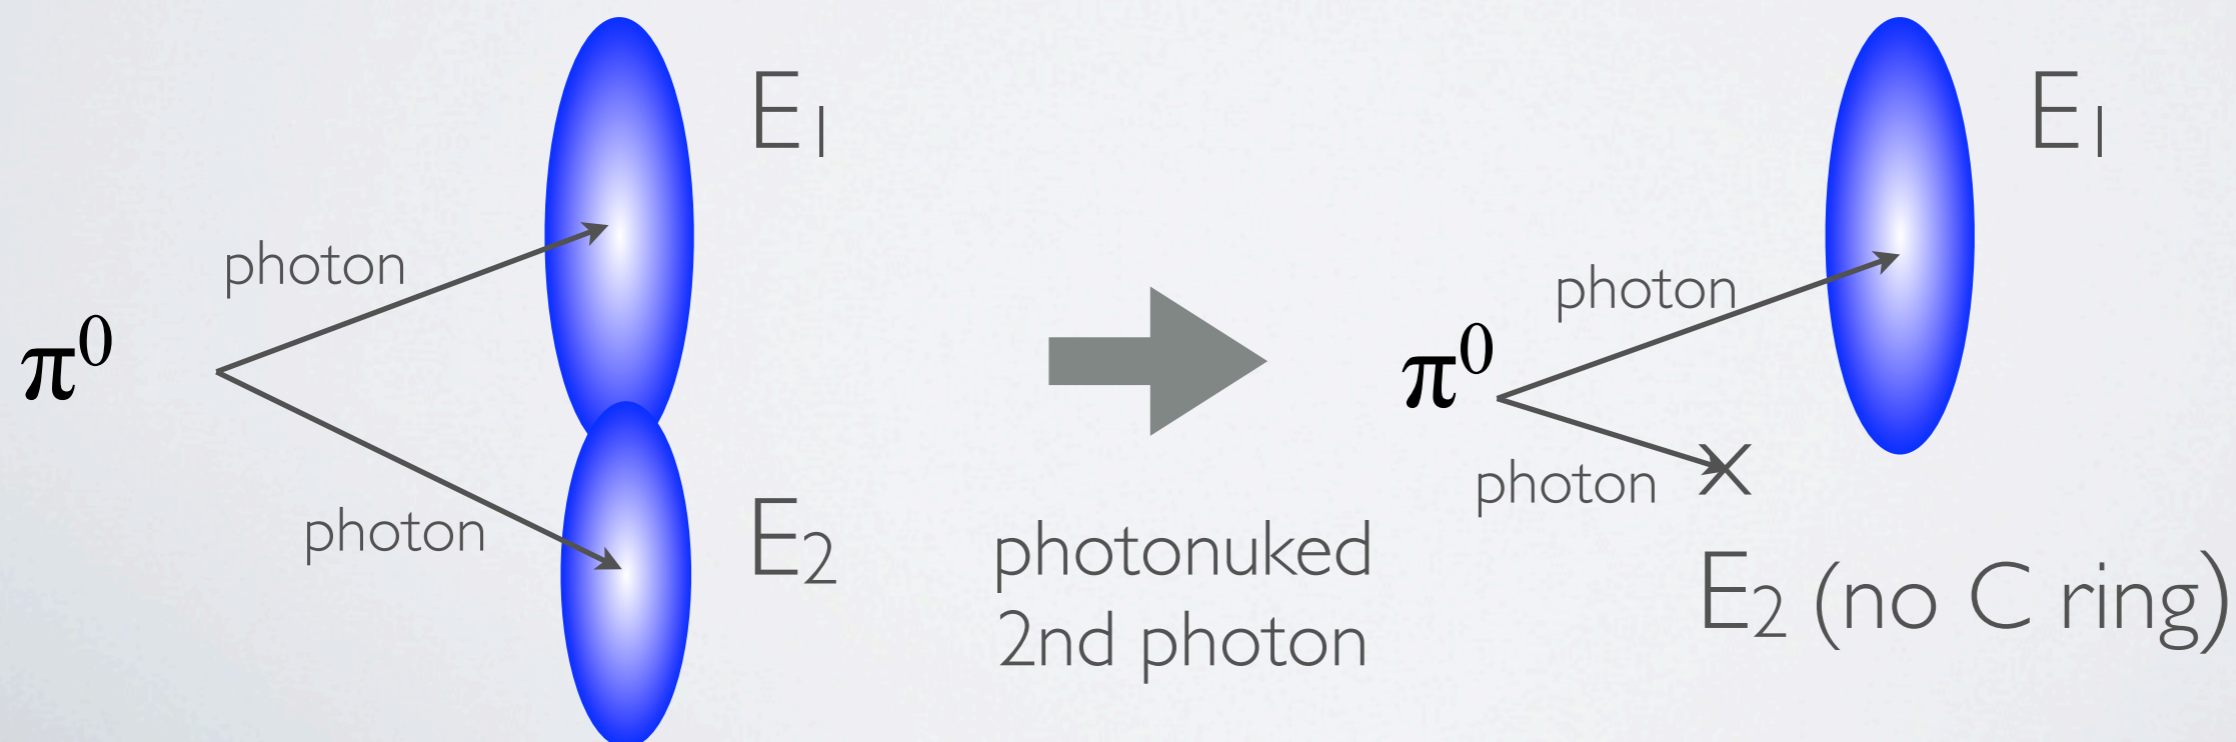 E₁
photon
π⁰
photon
E₂
photonuked
2nd photon
E₁
photon
π⁰
photon X
E₂ (no C ring)